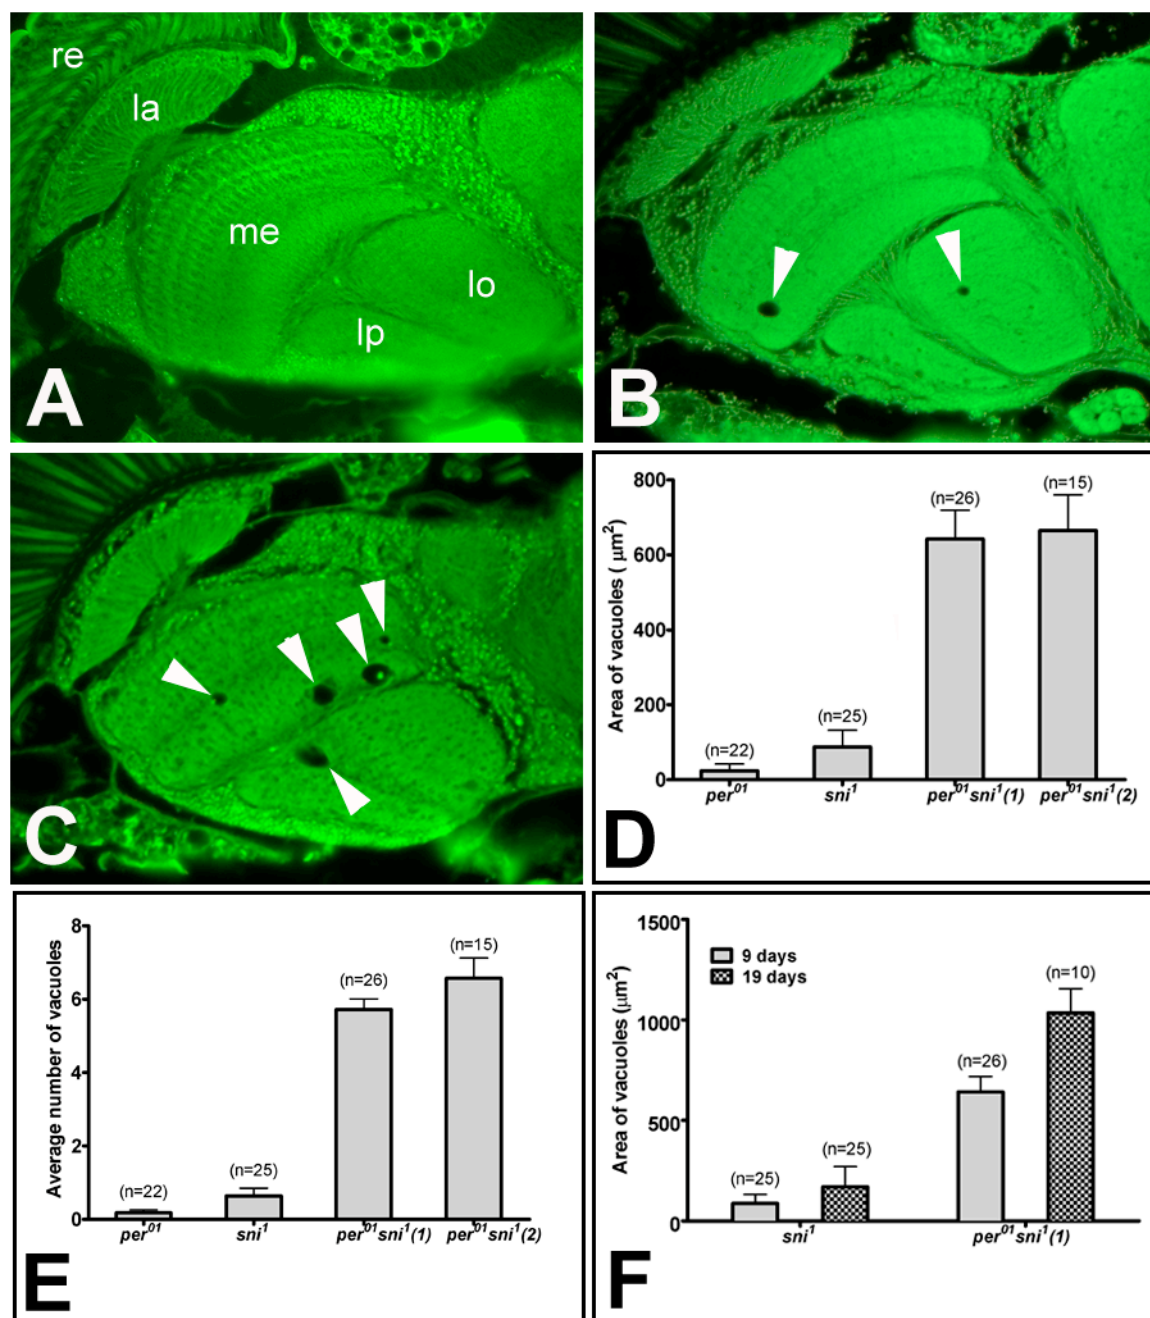 re
la
me
lo
lp
A
B
C
800
600
400
200
0
Area of vacuoles ( μm²)
(n=22)
(n=25)
(n=26)
(n=15)
per⁰¹
sni¹
per⁰¹sni¹(1)
per⁰¹sni¹(2)
D
8
6
4
2
0
Average number of vacuoles
(n=22)
(n=25)
(n=26)
(n=15)
per⁰¹
sni¹
per⁰¹sni¹(1)
per⁰¹sni¹(2)
E
1500
1000
500
0
Area of vacuoles (μm²)
9 days
19 days
(n=25)
(n=25)
(n=26)
(n=10)
sni¹
per⁰¹sni¹(1)
F